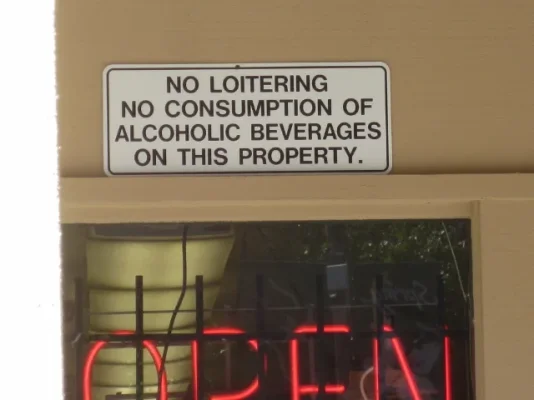 NO LOITERING
NO CONSUMPTION OF
ALCOHOLIC BEVERAGES
ON THIS PROPERTY.
OPEN